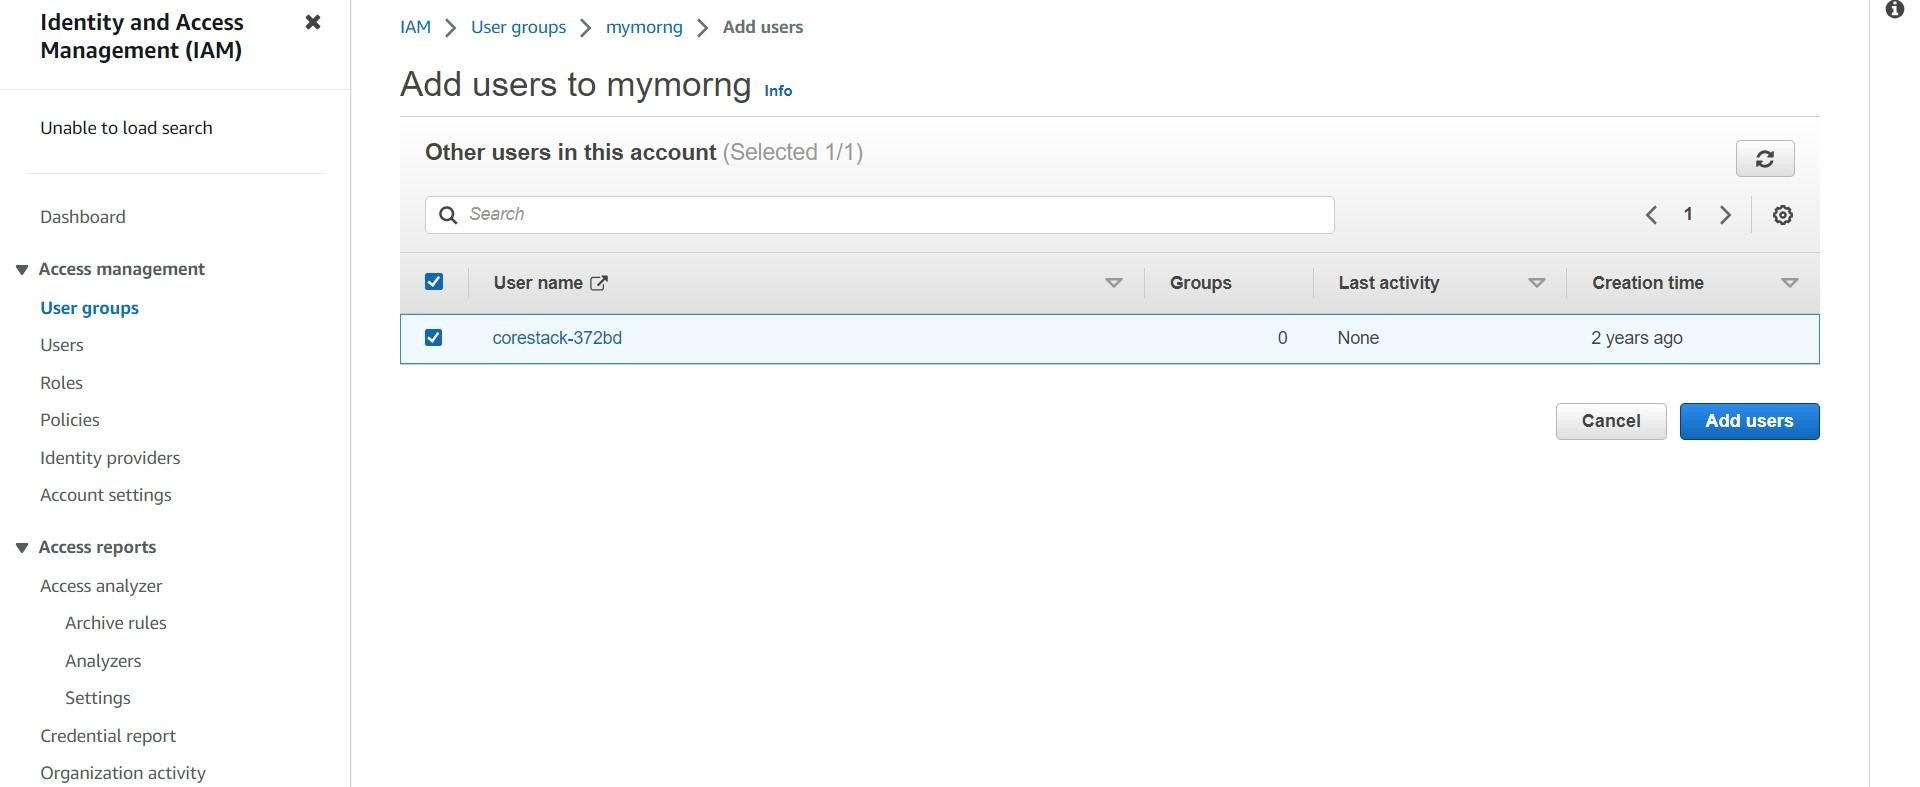 Identity and Access
Management (IAM)
Unable to load search
Dashboard
Access management
User groups
Users
Roles
Policies
Identity providers
Account settings
Access reports
Access analyzer
Archive rules
Analyzers
Settings
Credential report
Organization activity
IAM > User groups > mymorng > Add users
Add users to mymorng Info
Other users in this account (Selected 1/1)
Search
1
User name Groups Last activity Creation time
corestack-372bd 0 None 2 years ago
Cancel Add users